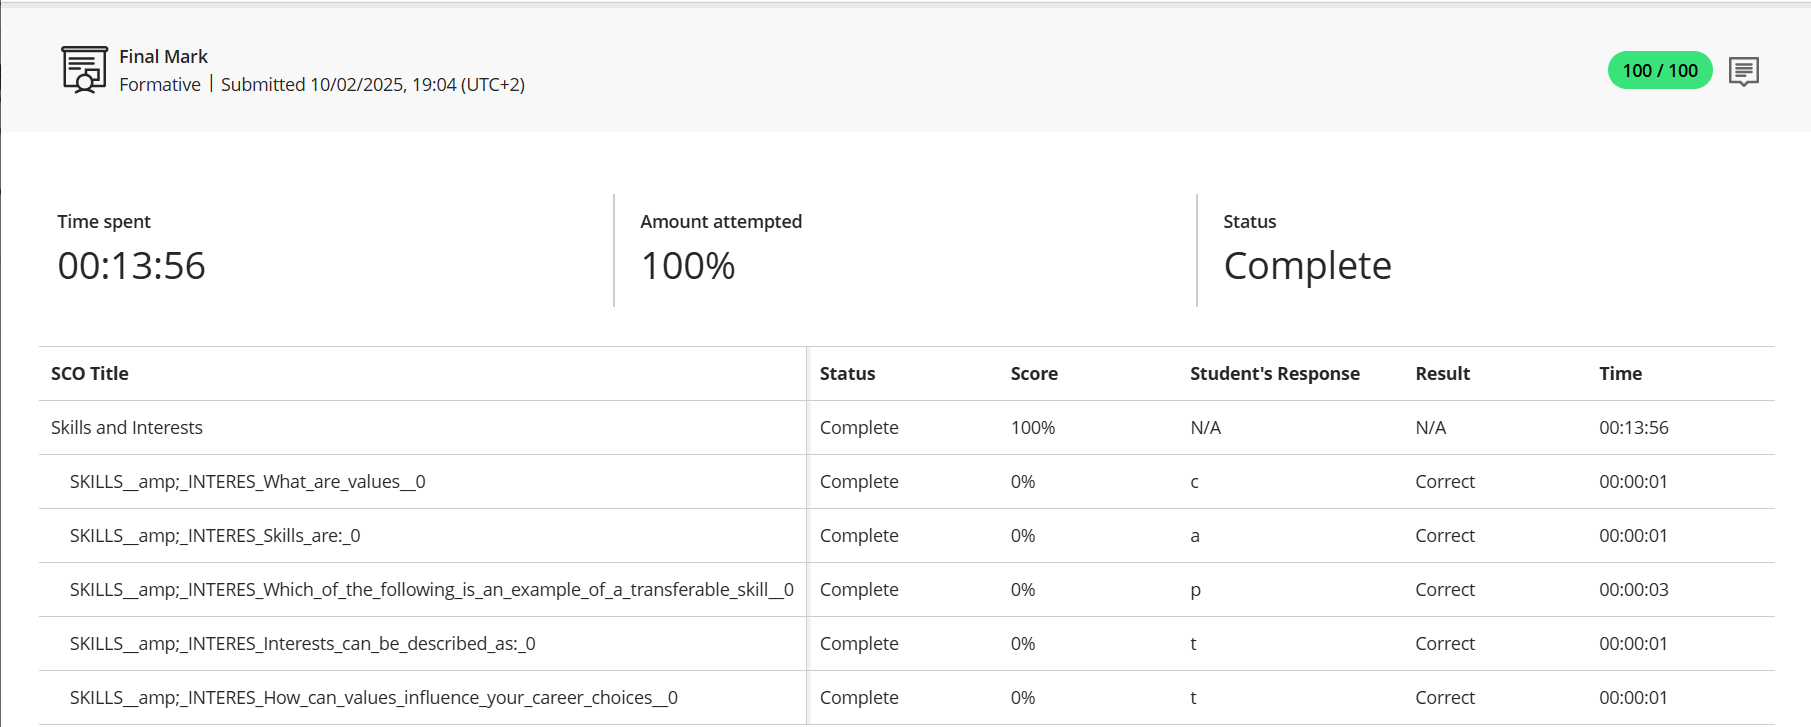 Final Mark
Formative | Submitted 10/02/2025, 19:04 (UTC+2)
100 / 100
Time spent
00:13:56
Amount attempted
100%
Status
Complete
SCO Title Status Score Student's Response Result Time
Skills and Interests Complete 100% N/A N/A 00:13:56
SKILLS__amp;_INTERES_What_are_values__0 Complete 0% c Correct 00:00:01
SKILLS__amp;_INTERES_Skills_are:_0 Complete 0% a Correct 00:00:01
SKILLS__amp;_INTERES_Which_of_the_following_is_an_example_of_a_transferable_skill__0 Complete 0% p Correct 00:00:03
SKILLS__amp;_INTERES_Interests_can_be_described_as:_0 Complete 0% t Correct 00:00:01
SKILLS__amp;_INTERES_How_can_values_influence_your_career_choices__0 Complete 0% t Correct 00:00:01